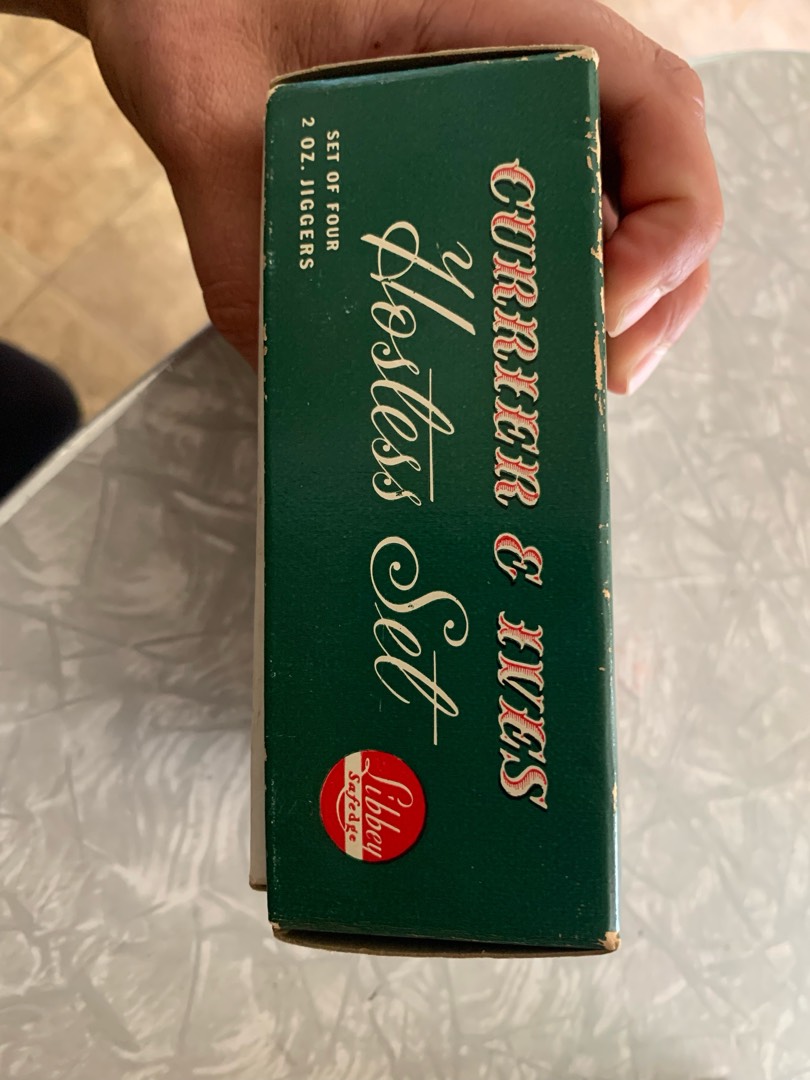 CURRIER & IVES
Hostess Set
SET OF FOUR
2 OZ. JIGGERS
Libbey
Safedge